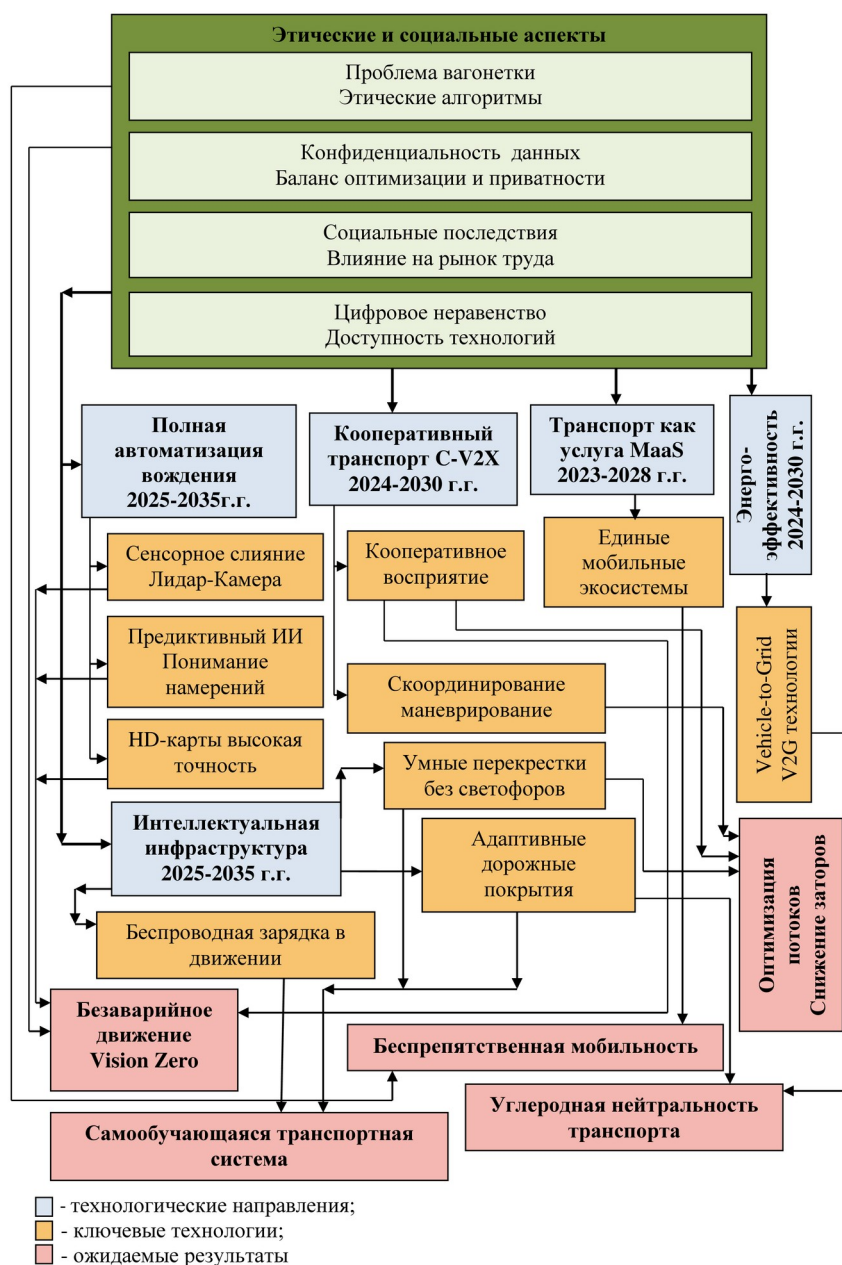 Этические и социальные аспекты
Проблема вагонетки
Этические алгоритмы
Конфиденциальность данных
Баланс оптимизации и приватности
Социальные последствия
Влияние на рынок труда
Цифровое неравенство
Доступность технологий
Полная
автоматизация
вождения
2025-2035г.г.
Кооперативный
транспорт C-V2X
2024-2030 г.г.
Транспорт как
услуга MaaS
2023-2028 г.г.
Энерго-
эффективность
2024-2030 г.г.
Сенсорное слияние
Лидар-Камера
Кооперативное
восприятие
Единые
мобильные
экосистемы
Предиктивный ИИ
Понимание
намерений
Vehicle-to-Grid
V2G технологии
Скоординирование
маневрирование
HD-карты высокая
точность
Умные перекрестки
без светофоров
Интеллектуальная
инфраструктура
2025-2035 г.г.
Адаптивные
дорожные
покрытия
Оптимизация
потоков
Снижение заторов
Беспроводная зарядка в
движении
Безаварийное
движение
Vision Zero
Беспрепятственная мобильность
Углеродная нейтральность
транспорта
Самообучающаяся транспортная
система
- технологические направления;
- ключевые технологии;
- ожидаемые результаты